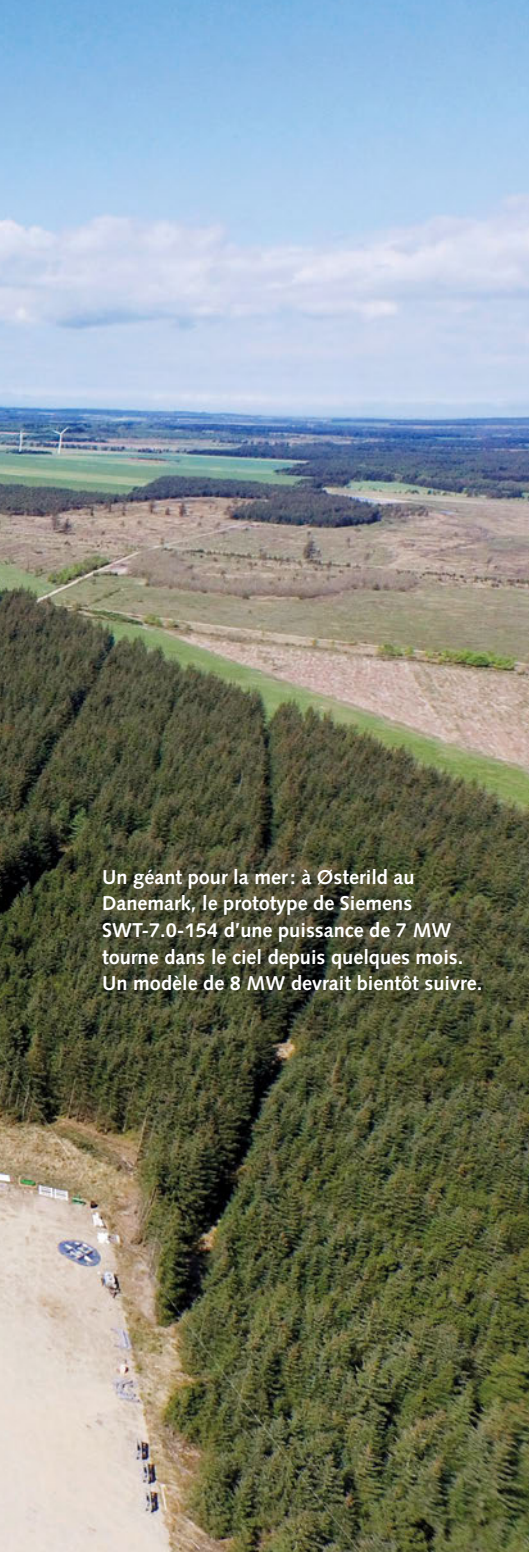 Un géant pour la mer: à Østerild au
Danemark, le prototype de Siemens
SWT-7.0-154 d’une puissance de 7 MW
tourne dans le ciel depuis quelques mois.
Un modèle de 8 MW devrait bientôt suivre.